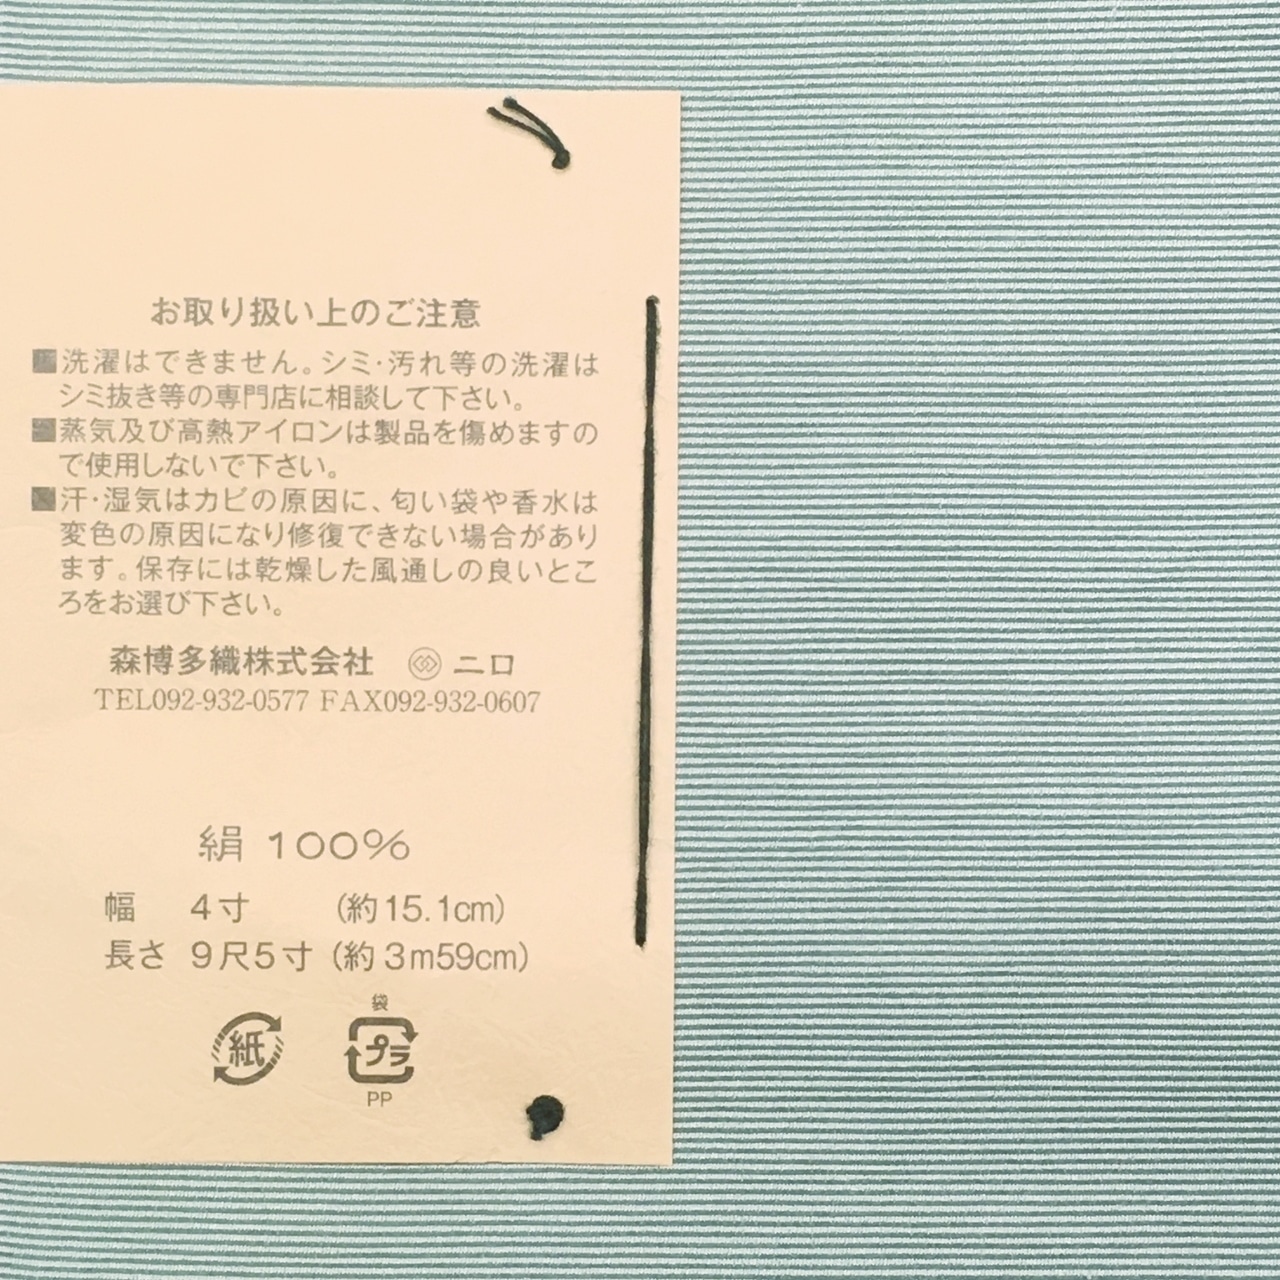 お取り扱い上のご注意
■洗濯はできません。シミ・汚れ等の洗濯は
シミ抜き等の専門店に相談して下さい。
■蒸気及び高熱アイロンは製品を傷めますの
で使用しないで下さい。
■汗・湿気はカビの原因に、匂い袋や香水は
変色の原因になり修復できない場合があり
ます。保存には乾燥した風通しの良いとこ
ろをお選び下さい。
森博多織株式会社 ニロ
TEL092-932-0577 FAX092-932-0607
絹 100%
幅 4寸 (約15.1cm)
長さ 9尺5寸 (約3m59cm)
袋
紙 プラ
PP